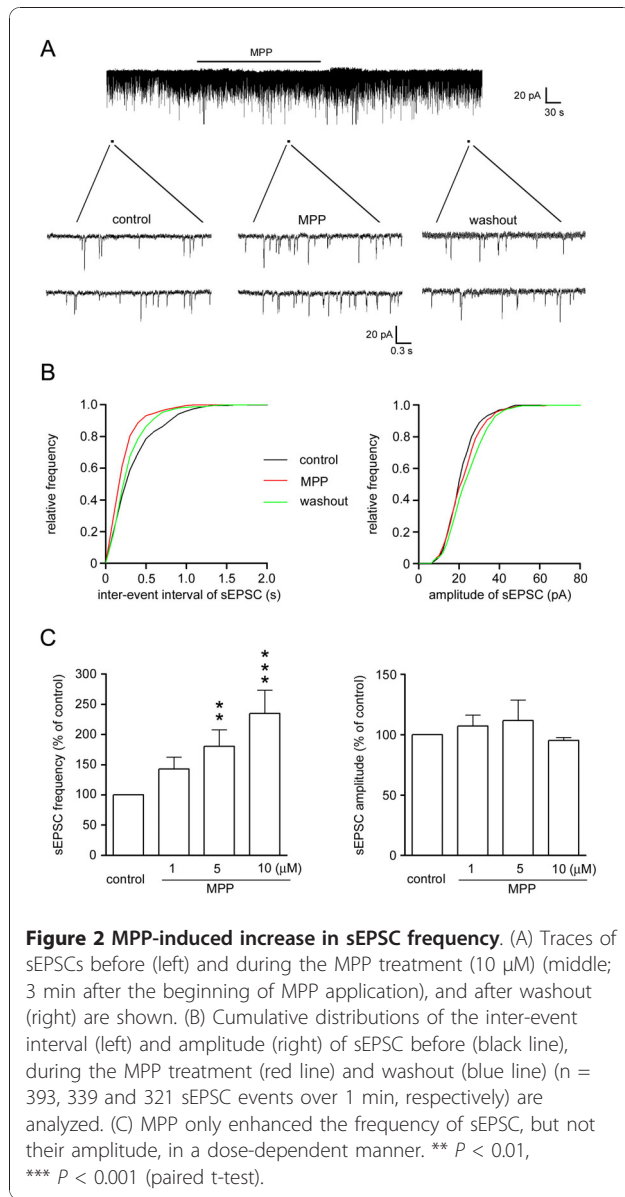 A
MPP
20 pA
30 s
control
MPP
washout
20 pA
0.3 s
B
relative frequency
1.0
0.8
0.6
0.4
0.2
0
0
0.5
1.0
1.5
2.0
inter-event interval of sEPSC (s)
control
MPP
washout
relative frequency
1.0
0.8
0.6
0.4
0.2
0
0
20
40
60
80
amplitude of sEPSC (pA)
C
sEPSC frequency (% of control)
300
250
200
150
100
50
0
**
***
control
1
5
10 (μM)
MPP
sEPSC amplitude (% of control)
150
100
50
0
control
1
5
10 (μM)
MPP
Figure 2 MPP-induced increase in sEPSC frequency. (A) Traces of
sEPSCs before (left) and during the MPP treatment (10 μM) (middle;
3 min after the beginning of MPP application), and after washout
(right) are shown. (B) Cumulative distributions of the inter-event
interval (left) and amplitude (right) of sEPSC before (black line),
during the MPP treatment (red line) and washout (blue line) (n =
393, 339 and 321 sEPSC events over 1 min, respectively) are
analyzed. (C) MPP only enhanced the frequency of sEPSC, but not
their amplitude, in a dose-dependent manner. ** P < 0.01,
*** P < 0.001 (paired t-test).